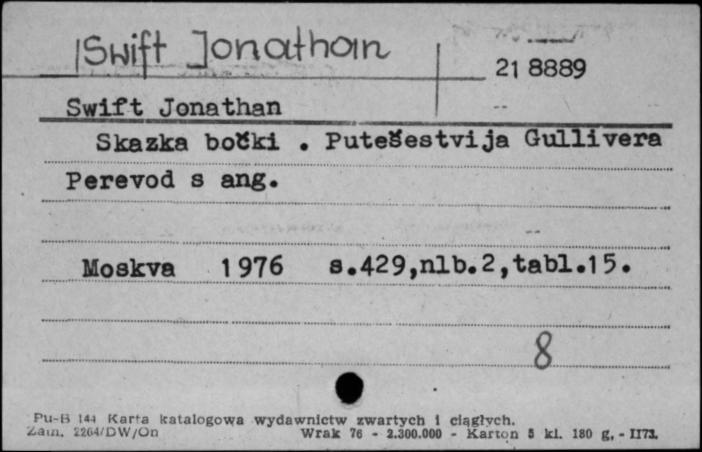 Swift Jonathan
21 8889
Swift Jonathan
Skazka bočki . Putešestvija Gullivera
Perevod s ang.
Moskva 1976 s.429,nlb.2,tabl.15.
8
Pu-B 144 Karta katalogowa wydawnictw zwartych i ciągłych.
Zam. 2264/DW/On Wrak 76 - 2.300.000 - Karton 5 kl. 180 g, - II73.